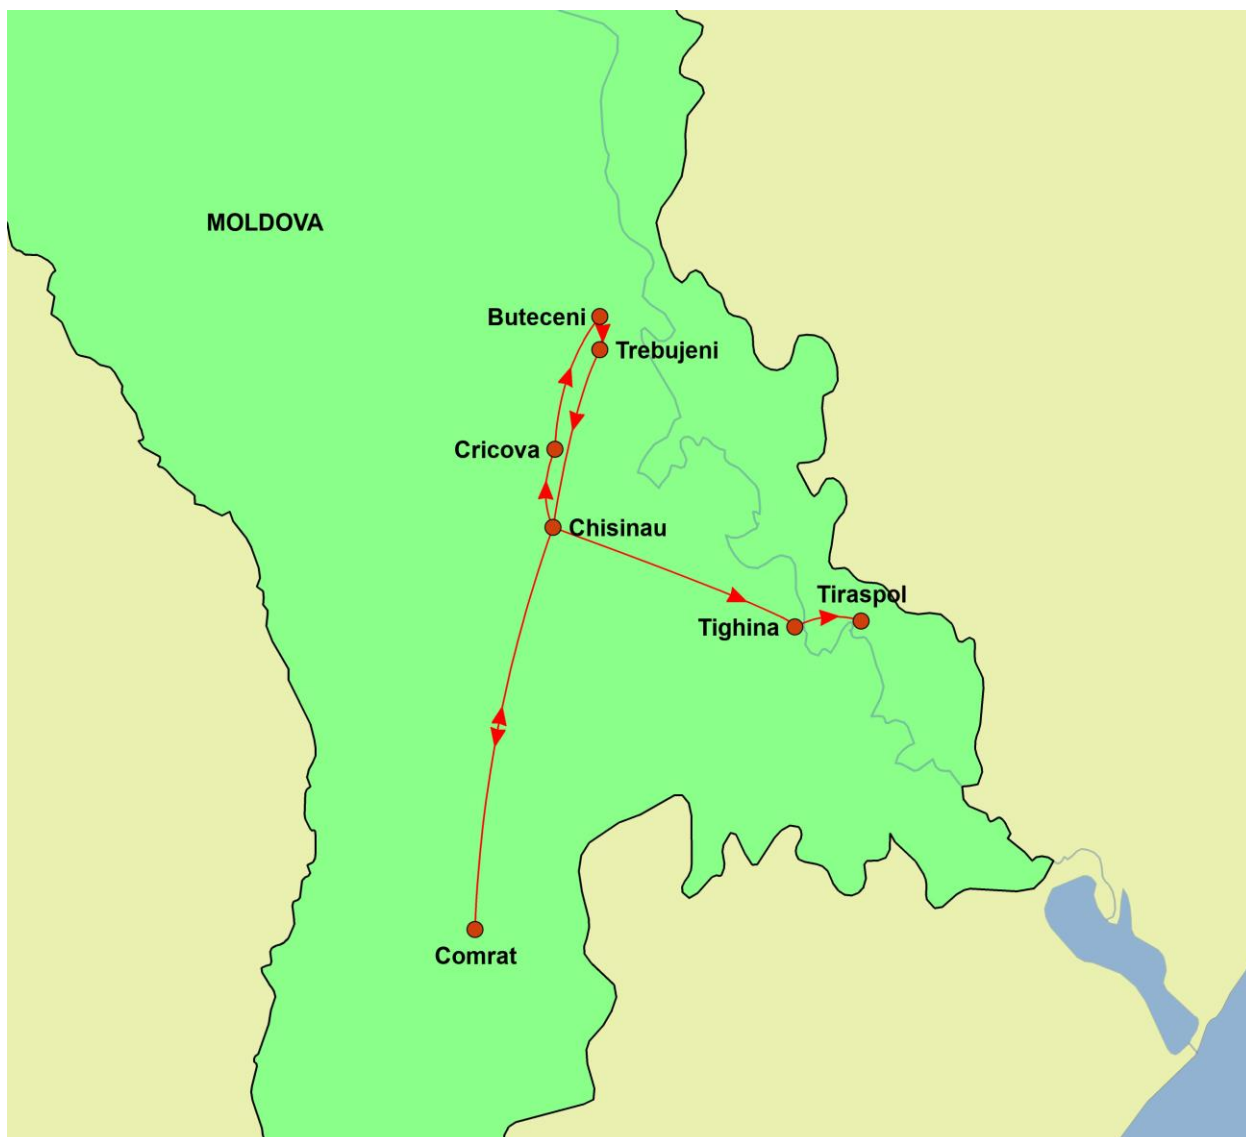 MOLDOVA
Buteceni
Trebujeni
Cricova
Chisinau
Tiraspol
Tighina
Comrat